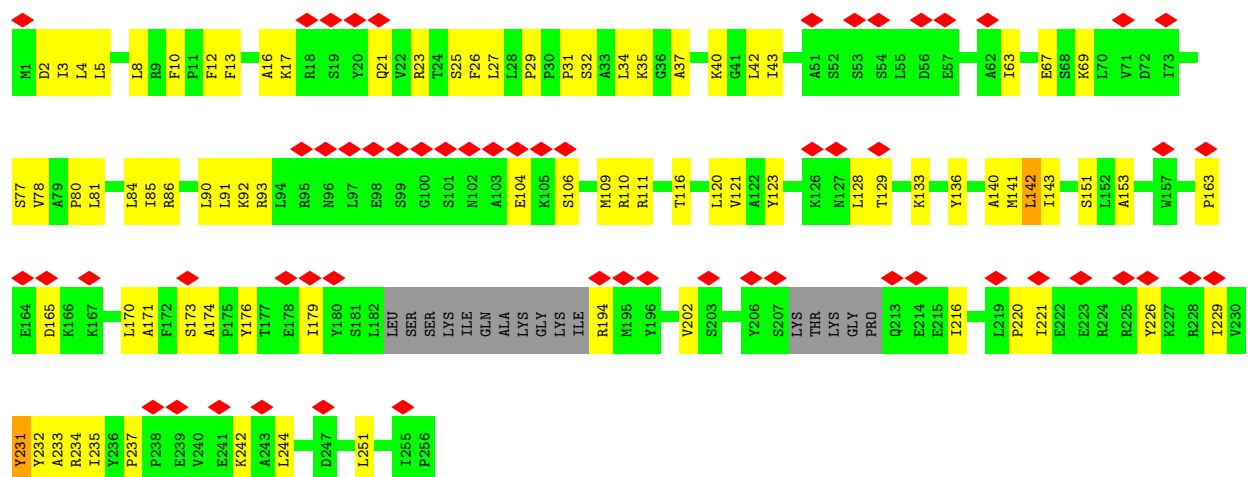 M1 D2 I3 L4 L5 L8 R9 F10 P11 F12 F13 A16 K17 R18 S19 Y20 Q21 V22 R23 T24 S25 F26 L27 L28 P29 P30 P31 S32 A33 L34 K35 G36 A37 K40 G41 L42 I43 A51 S52 S53 S54 L55 D56 E57 A62 I63 E67 S68 K69 L70 V71 D72 I73
S77 V78 A79 P80 L81 L84 I85 R86 L90 A91 K92 R93 L94 R95 N96 L97 E98 S99 G100 S101 N102 A103 E104 K105 S106 M109 R110 R111 T116 L120 V121 A122 Y123 K126 N127 L128 T129 K133 Y136 A140 M141 L142 I143 S151 L152 A153 W157 P163
E164 D165 K166 K167 L170 A171 F172 S173 A174 P175 Y176 T177 E178 I179 Y180 S181 L182 LEU SER SER LYS ILE GLN ALA LYS GLY LYS ILE R194 M195 Y196 V202 S203 Y206 S207 LYS THR LYS GLY PRO Q213 E214 E215 I216 L219 P220 I221 E222 E223 R224 R225 Y226 K227 R228 I229 V230
Y231 Y232 A233 R234 I235 Y236 P237 P238 E239 V240 E241 K242 A243 L244 D247 L251 I255 P256